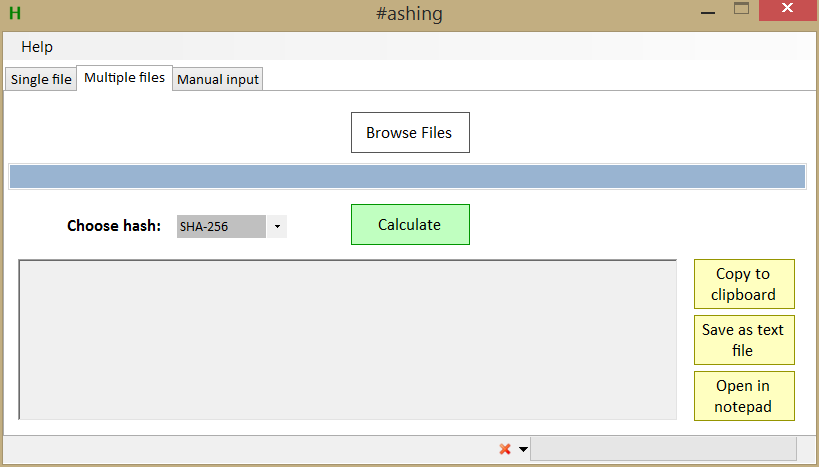 H
#ashing
Help
Single file
Multiple files
Manual input
Browse Files
Choose hash:
SHA-256
Calculate
Copy to
clipboard
Save as text
file
Open in
notepad